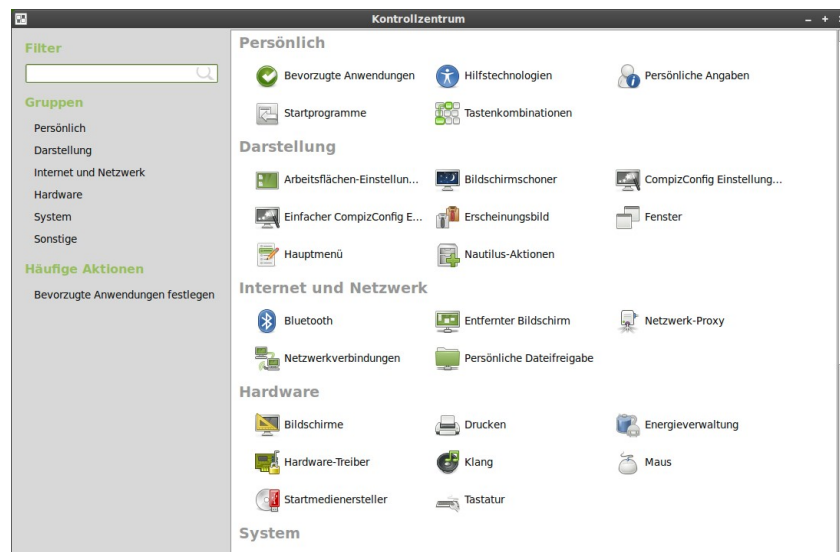 Kontrollzentrum
Filter
Gruppen
Persönlich
Darstellung
Internet und Netzwerk
Hardware
System
Sonstige
Häufige Aktionen
Bevorzugte Anwendungen festlegen
Persönlich
Bevorzugte Anwendungen Hilfstechnologien Persönliche Angaben
Startprogramme Tastenkombinationen
Darstellung
Arbeitsflächen-Einstellun... Bildschirmschoner CompizConfig Einstellung...
Einfacher CompizConfig E... Erscheinungsbild Fenster
Hauptmenü Nautilus-Aktionen
Internet und Netzwerk
Bluetooth Entfernter Bildschirm Netzwerk-Proxy
Netzwerkverbindungen Persönliche Dateifreigabe
Hardware
Bildschirme Drucken Energieverwaltung
Hardware-Treiber Klang Maus
Startmedienersteller Tastatur
System